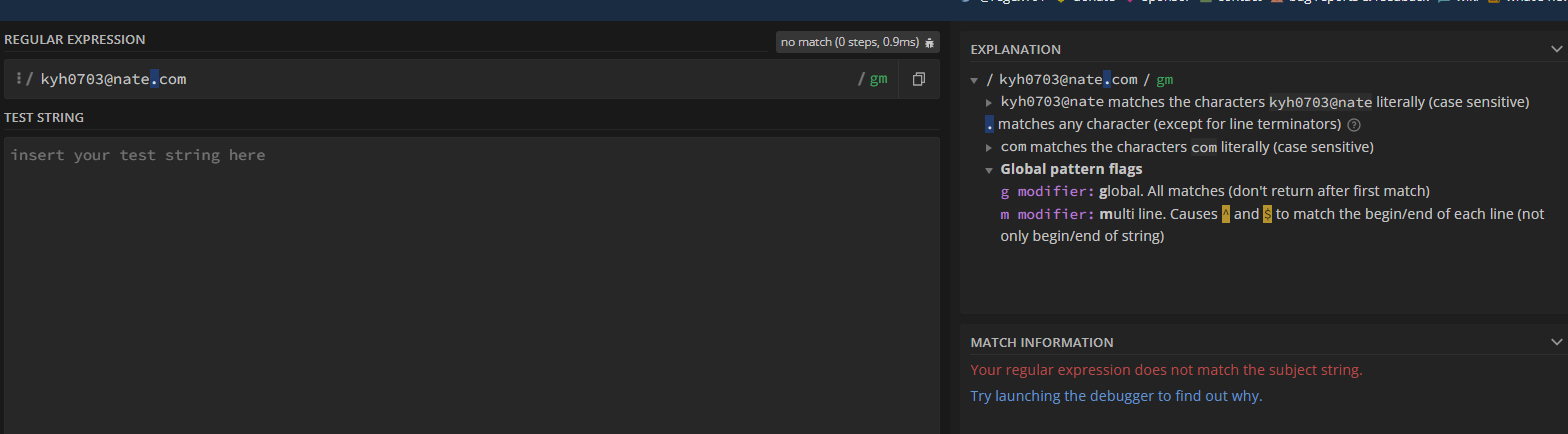 REGULAR EXPRESSION
no match (0 steps, 0.9ms)
/ kyh0703@nate.com / gm
TEST STRING
insert your test string here
EXPLANATION
/ kyh0703@nate.com / gm
kyh0703@nate matches the characters kyh0703@nate literally (case sensitive)
. matches any character (except for line terminators)
com matches the characters com literally (case sensitive)
Global pattern flags
g modifier: global. All matches (don't return after first match)
m modifier: multi line. Causes ^ and $ to match the begin/end of each line (not
only begin/end of string)
MATCH INFORMATION
Your regular expression does not match the subject string.
Try launching the debugger to find out why.